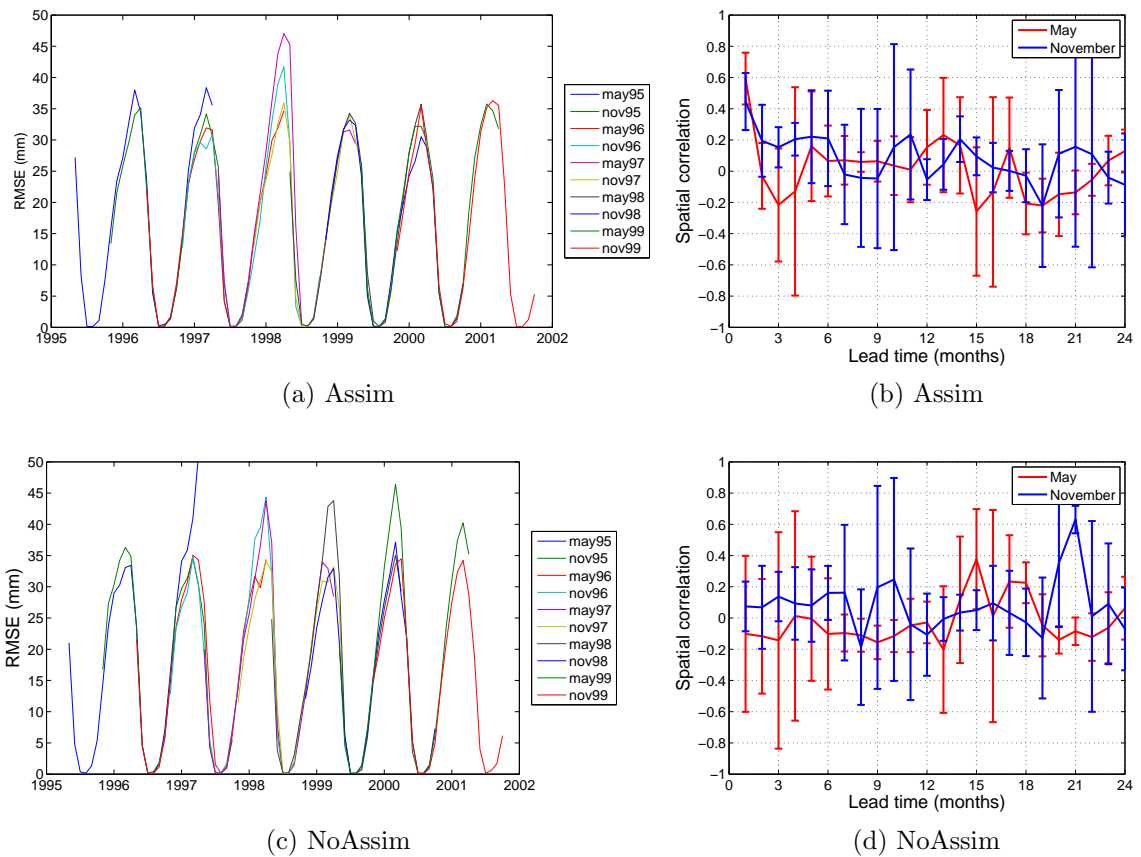 50
45
40
35
30
25
20
15
10
5
0
RMSE (mm)
1995 1996 1997 1998 1999 2000 2001 2002
may95
nov95
may96
nov96
may97
nov97
may98
nov98
may99
nov99
(a) Assim
1
0.8
0.6
0.4
0.2
0
−0.2
−0.4
−0.6
−0.8
−1
Spatial correlation
0 3 6 9 12 15 18 21 24
Lead time (months)
May
November
(b) Assim
50
45
40
35
30
25
20
15
10
5
0
RMSE (mm)
1995 1996 1997 1998 1999 2000 2001 2002
may95
nov95
may96
nov96
may97
nov97
may98
nov98
may99
nov99
(c) NoAssim
1
0.8
0.6
0.4
0.2
0
−0.2
−0.4
−0.6
−0.8
−1
Spatial correlation
0 3 6 9 12 15 18 21 24
Lead time (months)
May
November
(d) NoAssim